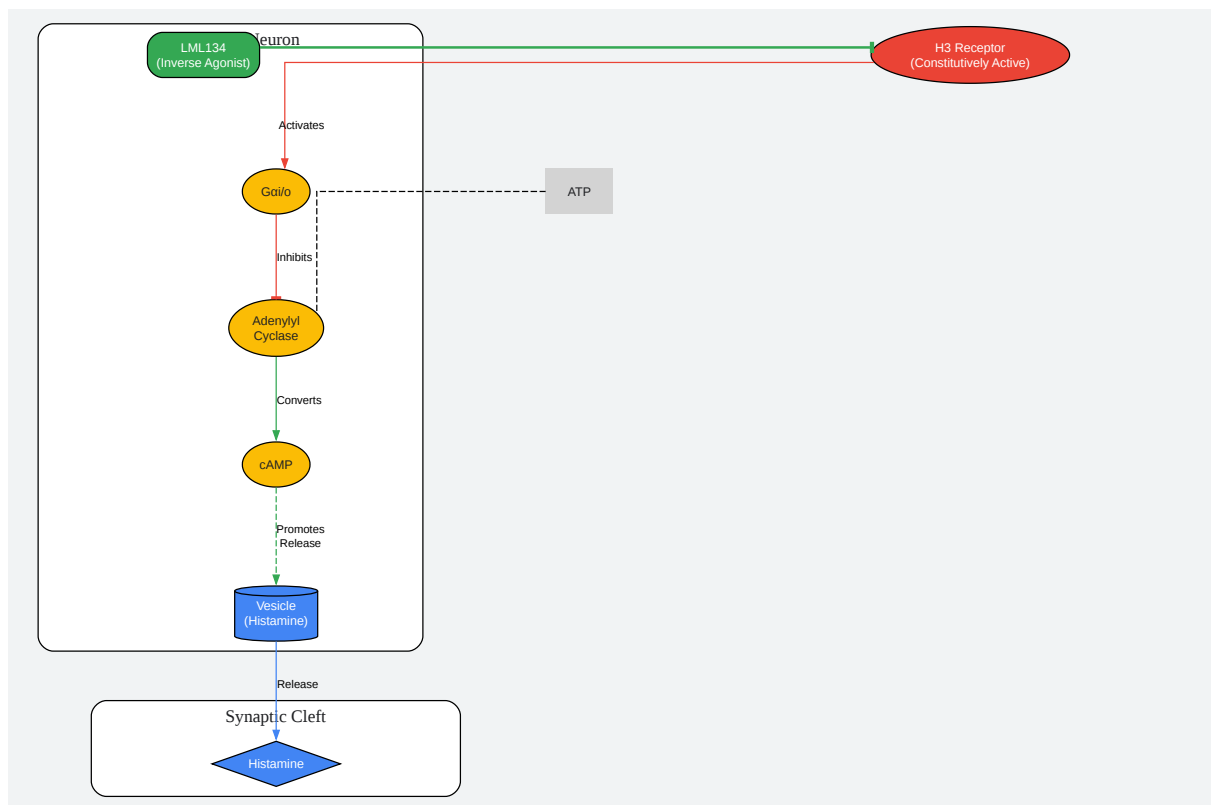 LML134
(Inverse Agonist)
H3 Receptor
(Constitutively Active)
Activates
Gαi/o
ATP
Inhibits
Adenylyl
Cyclase
Converts
cAMP
Promotes
Release
Vesicle
(Histamine)
Release
Synaptic Cleft
Histamine